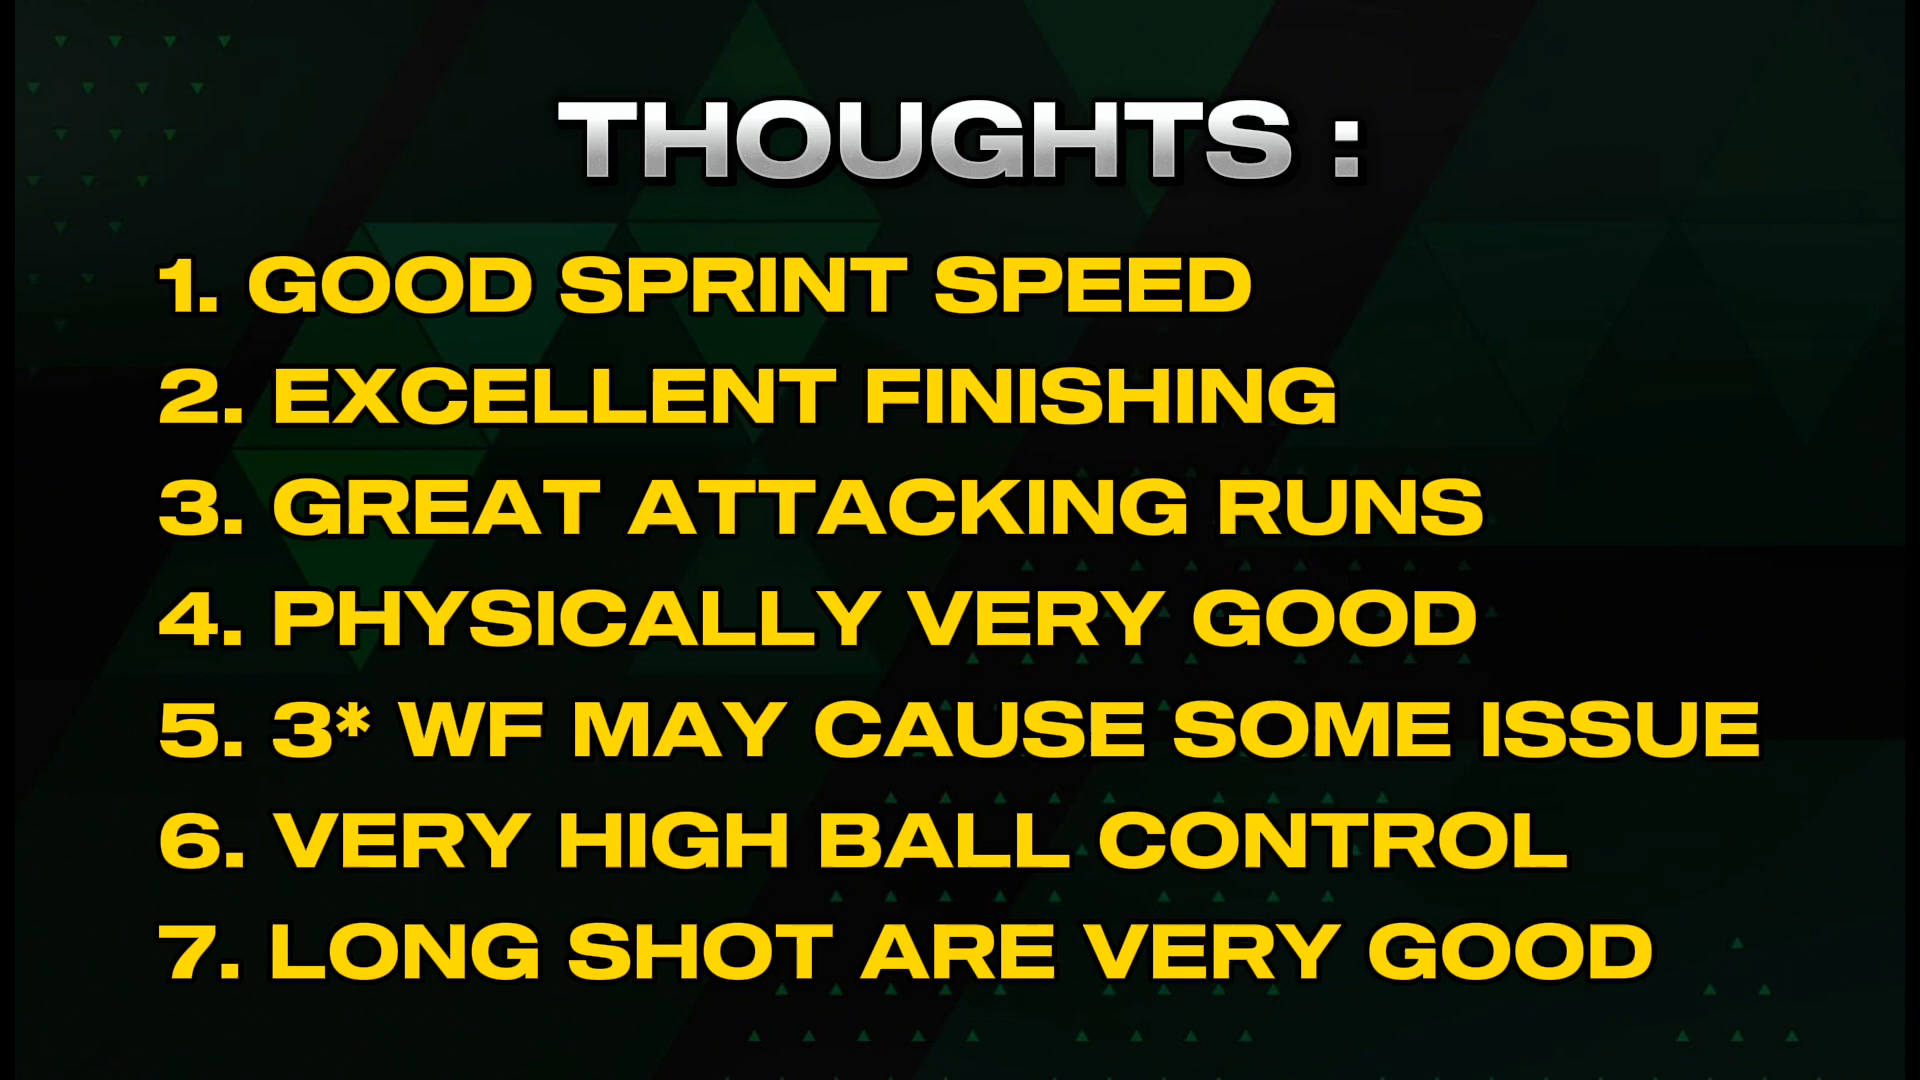 THOUGHTS :
1. GOOD SPRINT SPEED
2. EXCELLENT FINISHING
3. GREAT ATTACKING RUNS
4. PHYSICALLY VERY GOOD
5. 3* WF MAY CAUSE SOME ISSUE
6. VERY HIGH BALL CONTROL
7. LONG SHOT ARE VERY GOOD